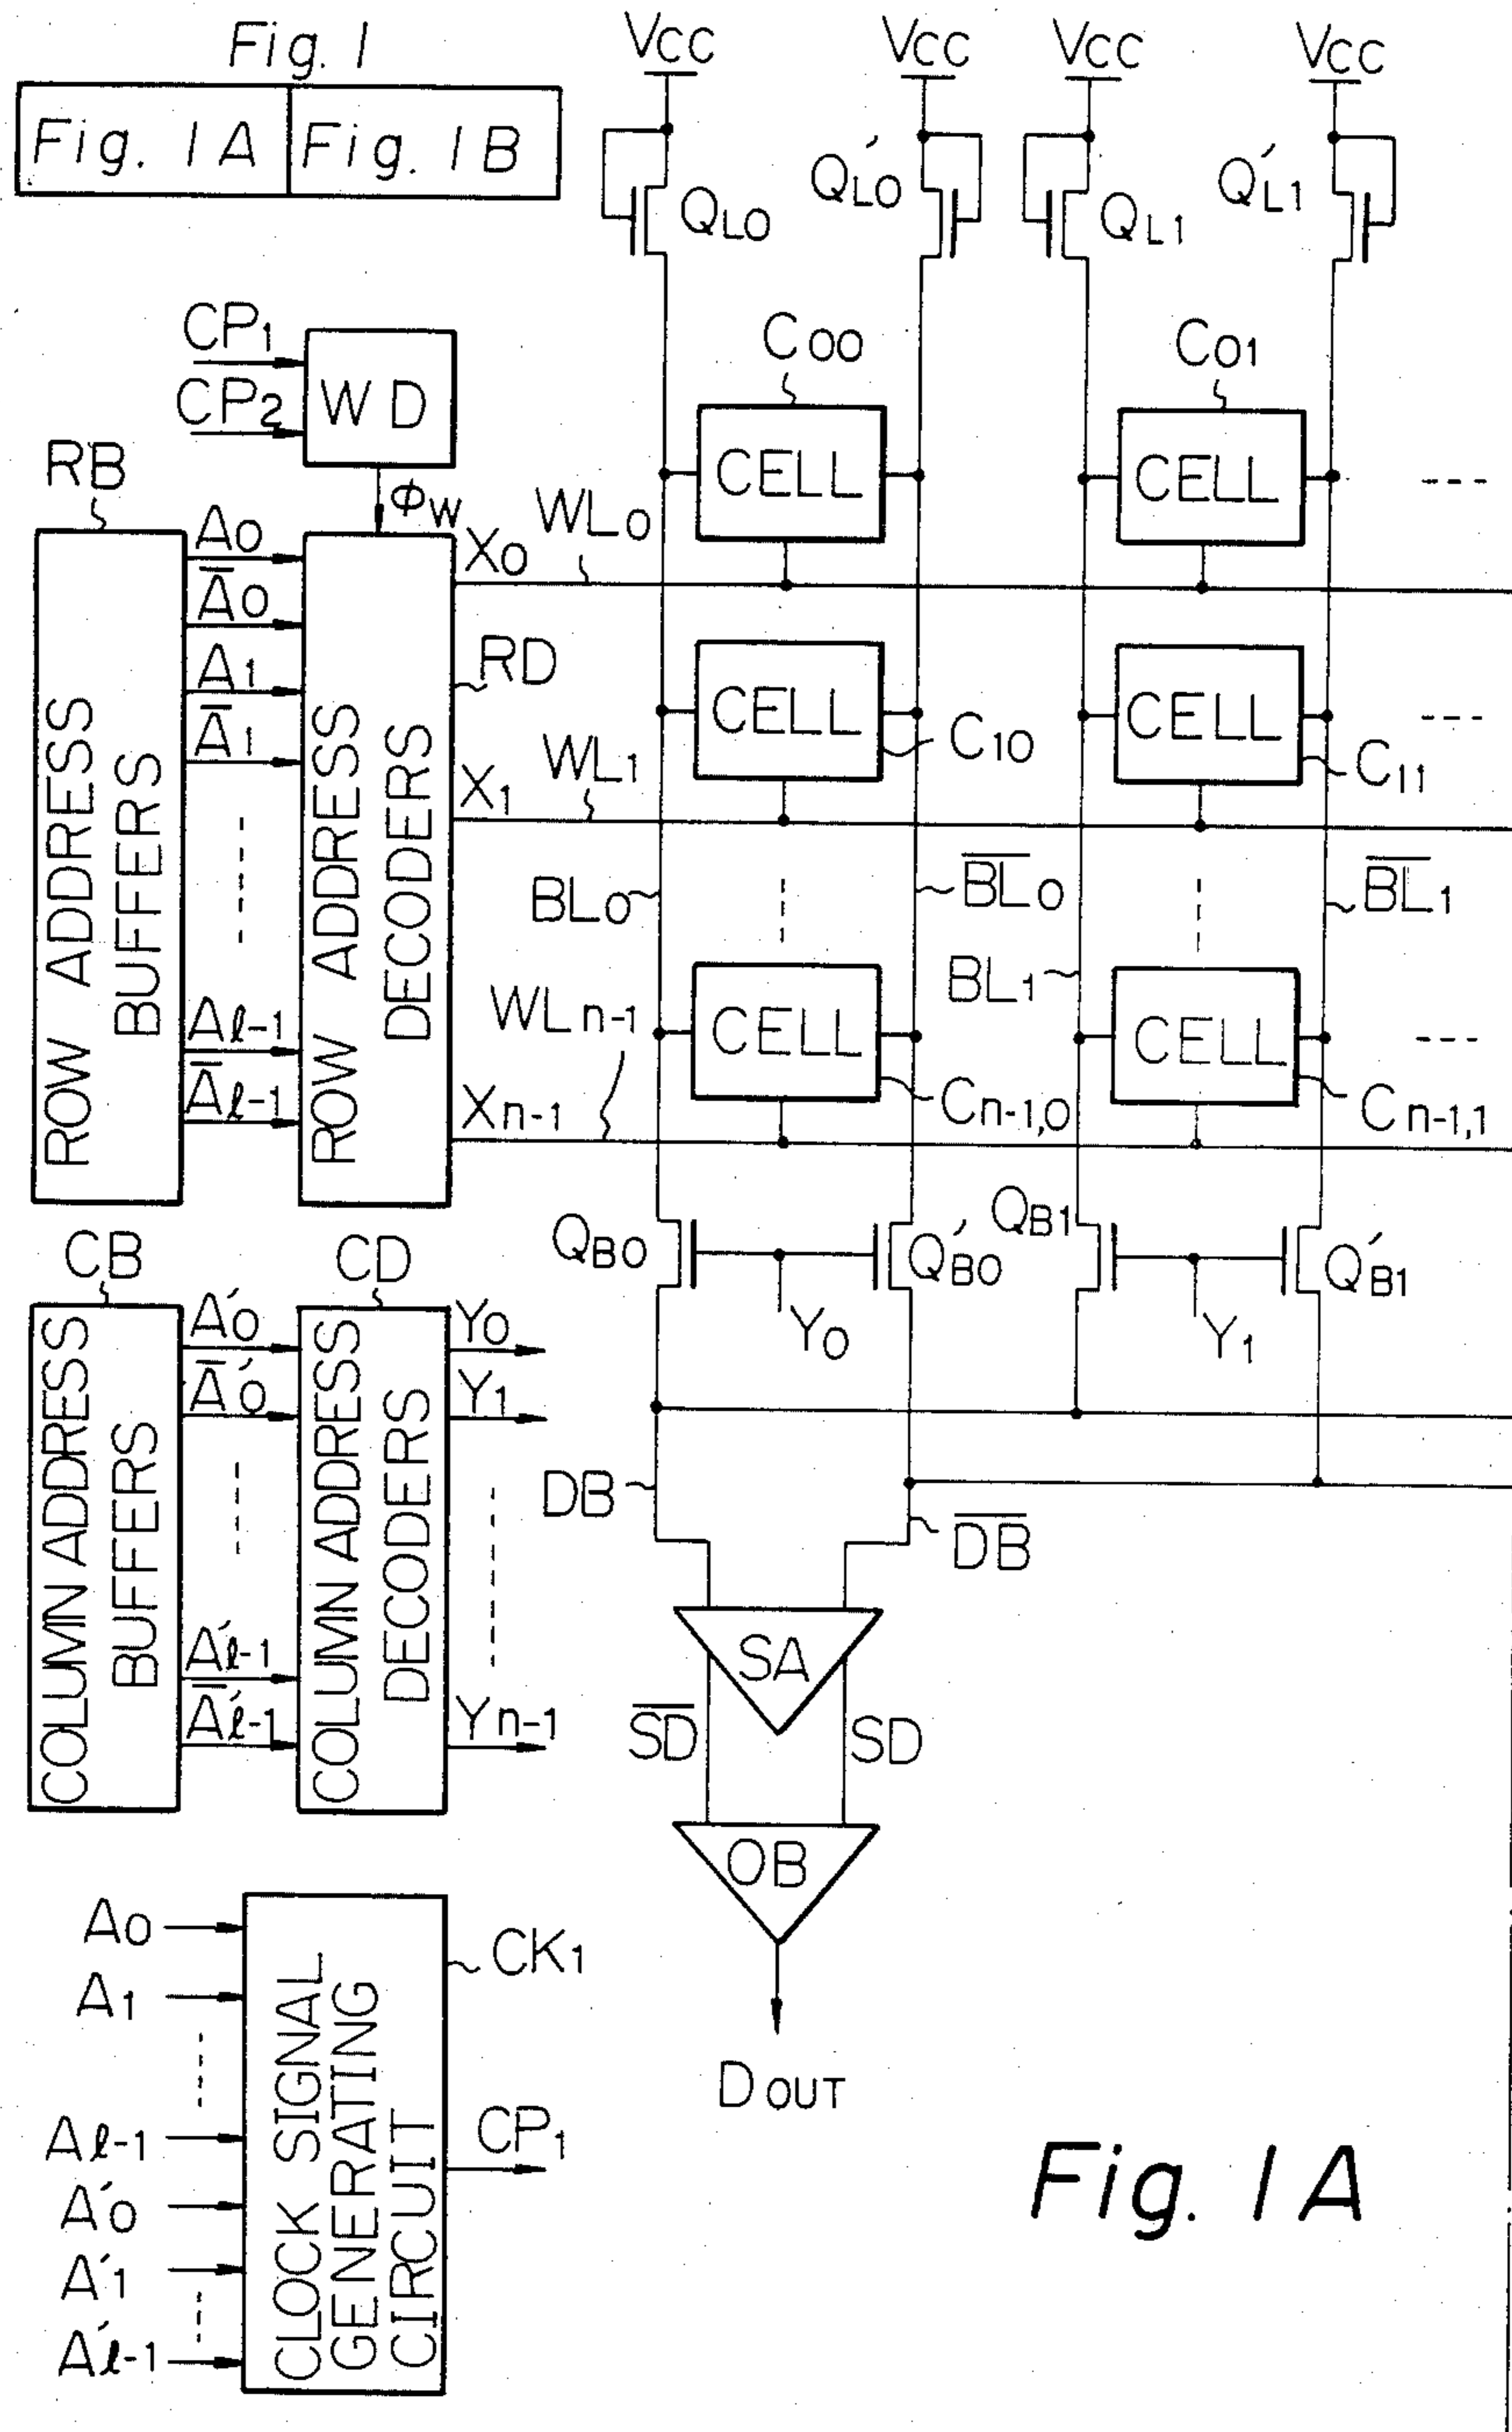 Fig. 1
Fig. 1A Fig. 1B
VCC VCC VCC VCC
QL0 Q'L0 QL1 Q'L1
CP1
CP2
WD
ΦW
C00 C01
CELL CELL ---
RB
A0
A̅0
A1
A̅1
Al-1
A̅l-1
ROW ADDRESS
BUFFERS
ROW ADDRESS
DECODERS
RD
X0 WL0
CELL C10 CELL C11 ---
X1 WL1
BL0 B̅L̅0 BL1 B̅L̅1
CELL Cn-1,0 CELL Cn-1,1 ---
Xn-1 WLn-1
QB0 Q'B0 QB1 Q'B1
Y0 Y1
CB
CD
A'0
A̅'0
A'l-1
A̅'l-1
COLUMN ADDRESS
BUFFERS
COLUMN ADDRESS
DECODERS
Y0
Y1
Yn-1
DB D̅B̅
SA
S̅D̅ SD
OB
DOUT
A0
A1
Al-1
A'0
A'1
A'l-1
CLOCK SIGNAL
GENERATING
CIRCUIT
CK1
CP1
Fig. 1A